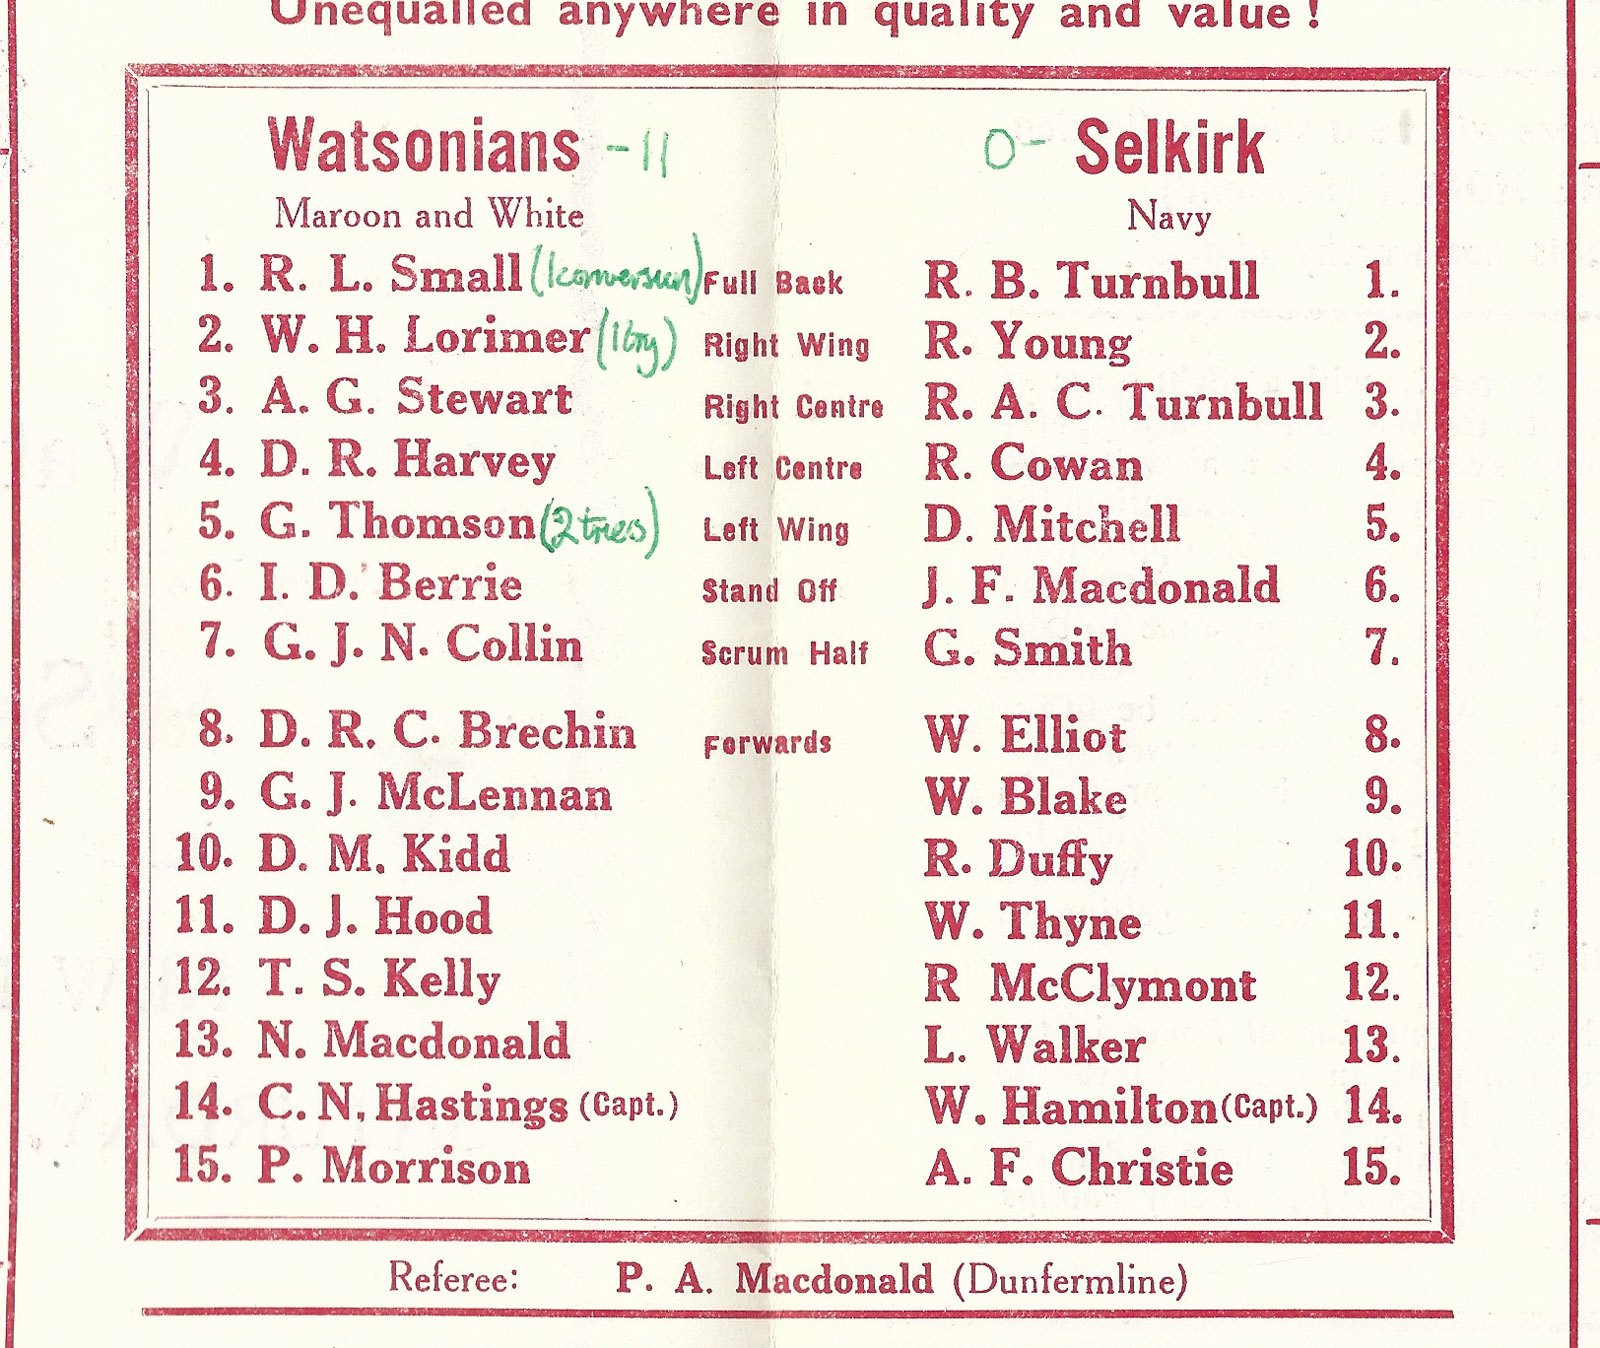 Unequalled anywhere in quality and value!
Watsonians -11 0- Selkirk
Maroon and White Navy
1. R. L. Small (1 conversion) Full Back R. B. Turnbull 1.
2. W. H. Lorimer (1 try) Right Wing R. Young 2.
3. A. G. Stewart Right Centre R. A. C. Turnbull 3.
4. D. R. Harvey Left Centre R. Cowan 4.
5. G. Thomson (2 tries) Left Wing D. Mitchell 5.
6. I. D. Berrie Stand Off J. F. Macdonald 6.
7. G. J. N. Collin Scrum Half G. Smith 7.
8. D. R. C. Brechin Forwards W. Elliot 8.
9. G. J. McLennan W. Blake 9.
10. D. M. Kidd R. Duffy 10.
11. D. J. Hood W. Thyne 11.
12. T. S. Kelly R McClymont 12.
13. N. Macdonald L. Walker 13.
14. C. N. Hastings (Capt.) W. Hamilton (Capt.) 14.
15. P. Morrison A. F. Christie 15.
Referee: P. A. Macdonald (Dunfermline)